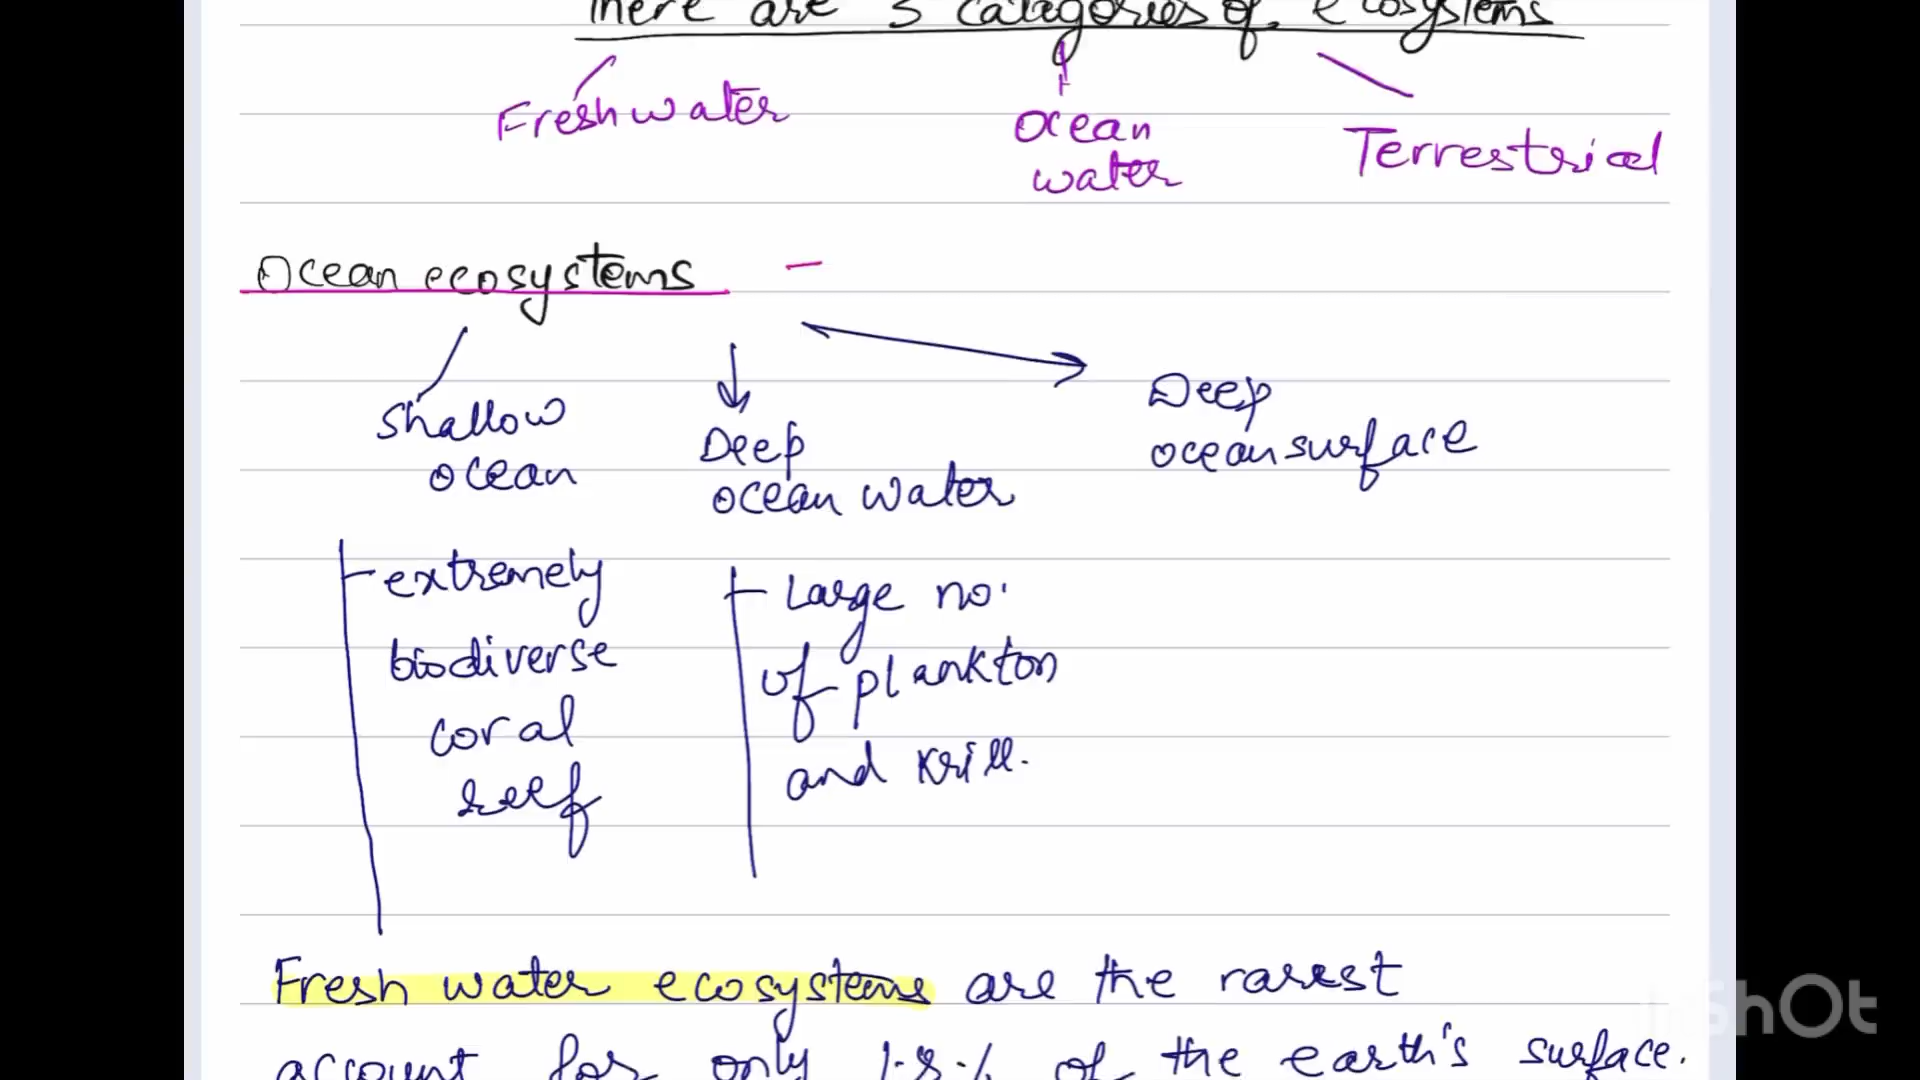 There are 3 categories of ecosystems
Freshwater
Ocean
water
Terrestrial
Ocean ecosystems
Shallow
ocean
Deep
ocean water
Deep
ocean surface
extremely
biodiverse
coral
reef
Large no.
of plankton
and krill.
Fresh water ecosystems are the rarest
account for only 1.8% of the earth's surface.